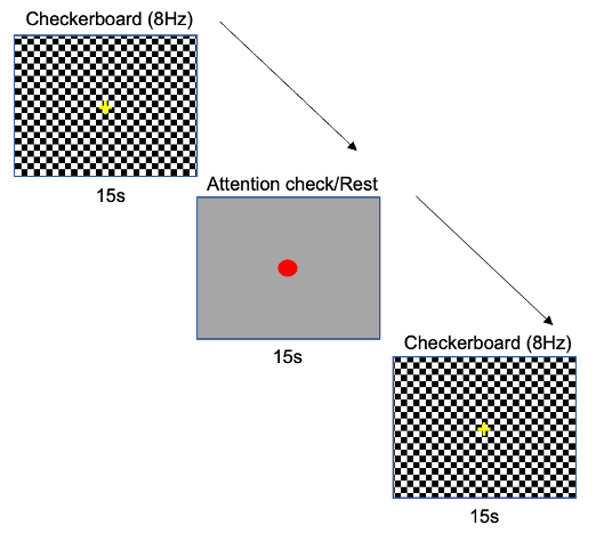 Checkerboard (8Hz)
15s
Attention check/Rest
15s
Checkerboard (8Hz)
15s